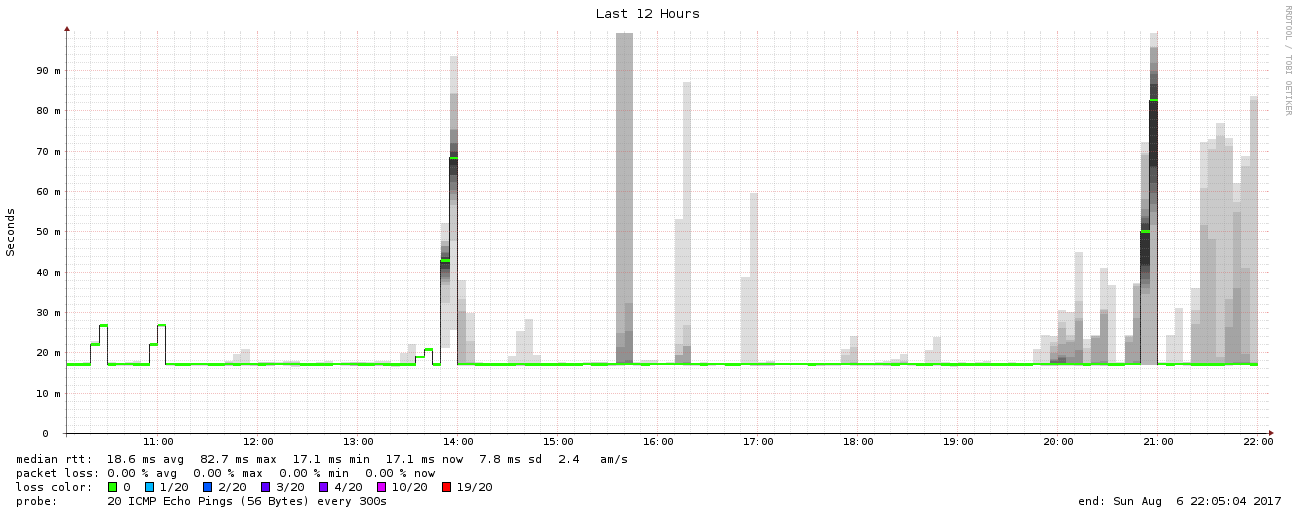 Last 12 Hours
RRDTOOL / TOBI OETIKER
Seconds
90 m
80 m
70 m
60 m
50 m
40 m
30 m
20 m
10 m
0
11:00 12:00 13:00 14:00 15:00 16:00 17:00 18:00 19:00 20:00 21:00 22:00
median rtt: 18.6 ms avg 82.7 ms max 17.1 ms min 17.1 ms now 7.8 ms sd 2.4 am/s
packet loss: 0.00 % avg 0.00 % max 0.00 % min 0.00 % now
loss color: 0 1/20 2/20 3/20 4/20 10/20 19/20
probe: 20 ICMP Echo Pings (56 Bytes) every 300s end: Sun Aug 6 22:05:04 2017